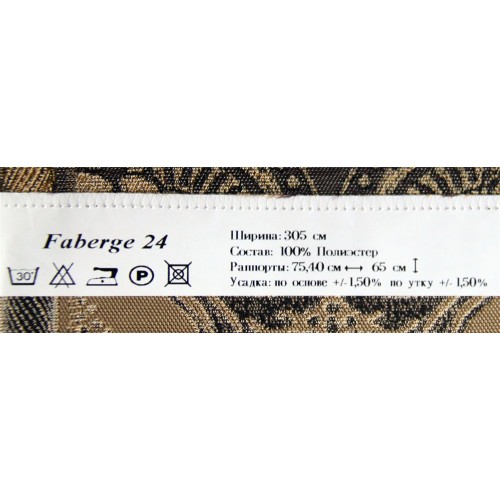 Faberge 24
30°
P
Ширина: 305 см
Состав: 100% Полиэстер
Раппорты: 75,40 см ⟷ 65 см ↕
Усадка: по основе +/-1,50% по утку +/-1,50%